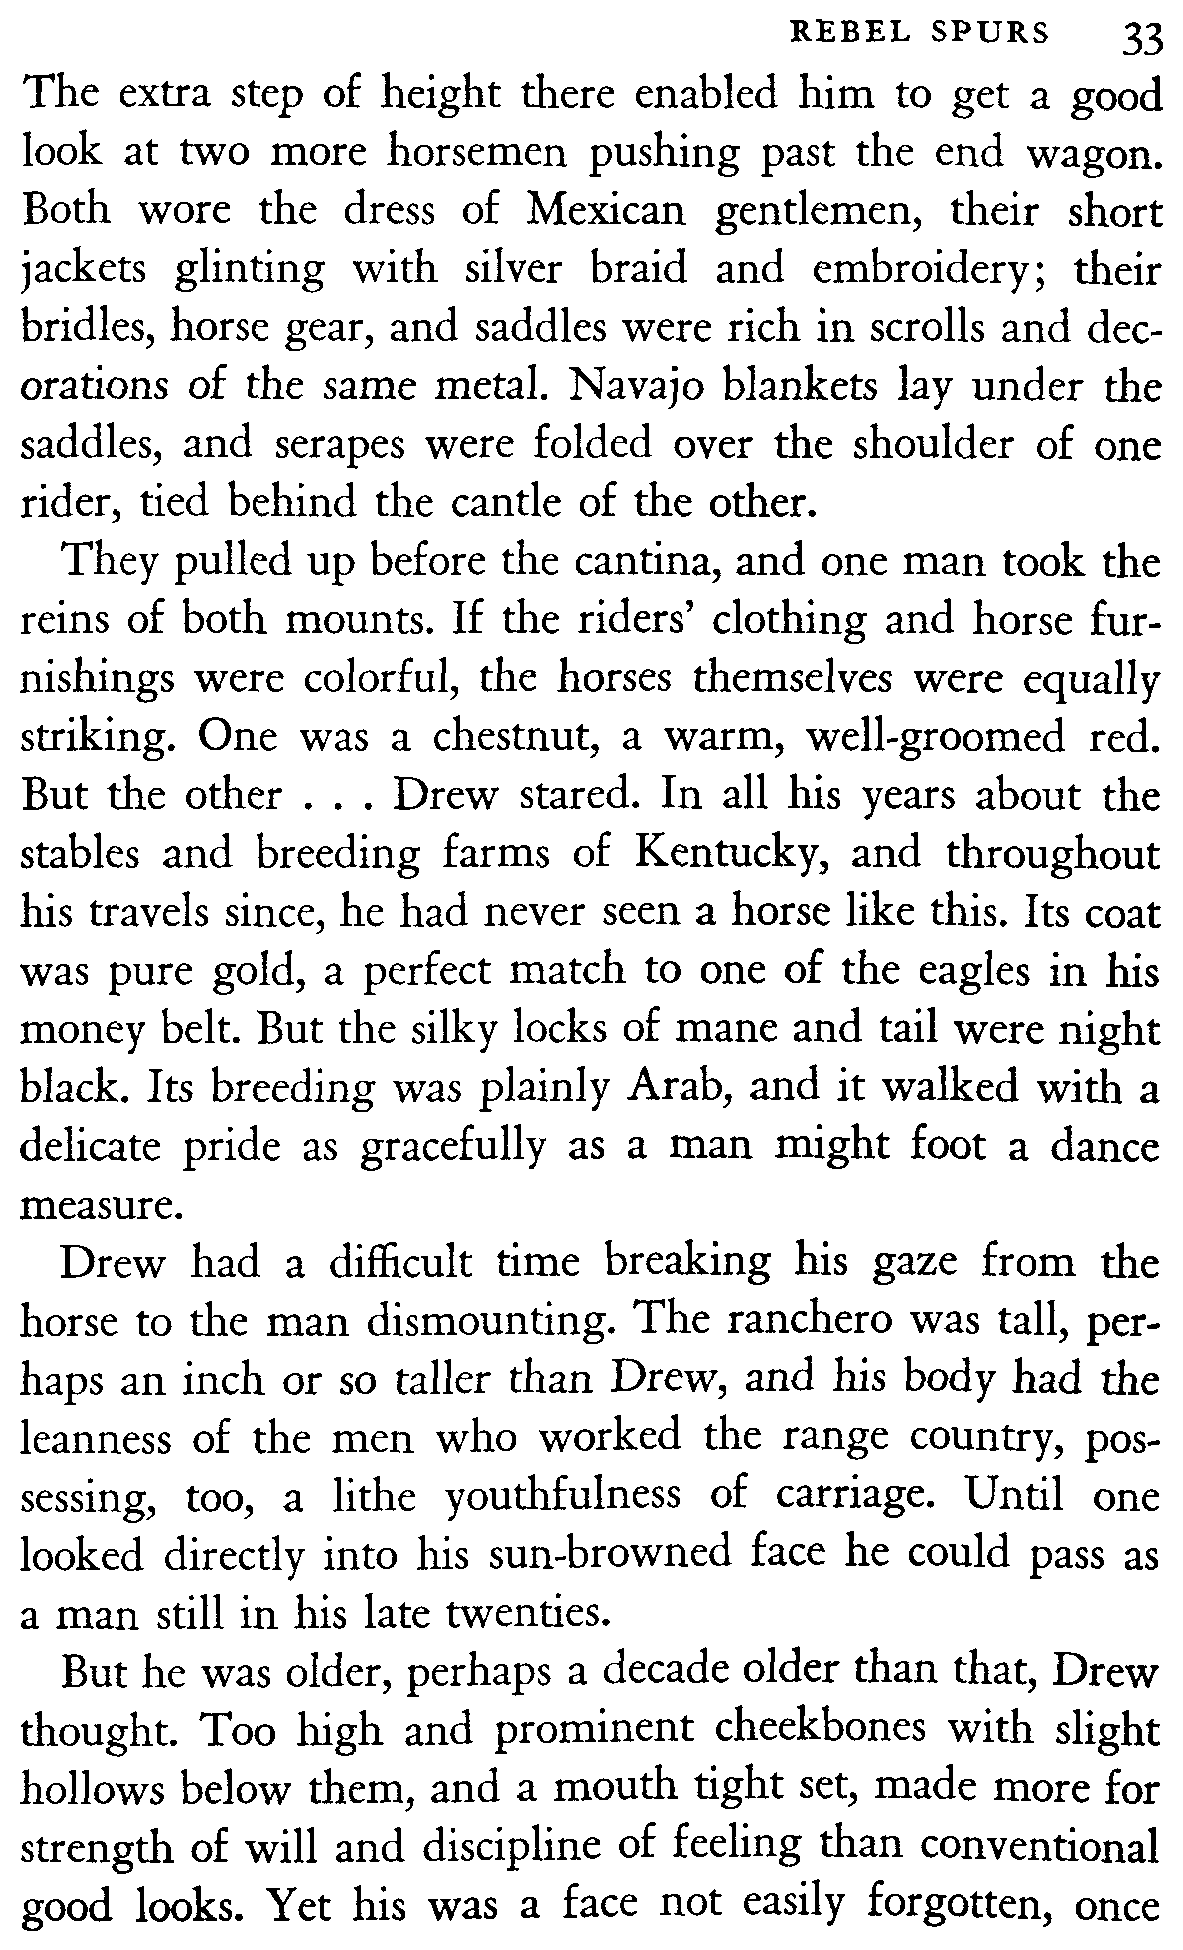 REBEL SPURS 33
The extra step of height there enabled him to get a good
look at two more horsemen pushing past the end wagon.
Both wore the dress of Mexican gentlemen, their short
jackets glinting with silver braid and embroidery; their
bridles, horse gear, and saddles were rich in scrolls and dec-
orations of the same metal. Navajo blankets lay under the
saddles, and serapes were folded over the shoulder of one
rider, tied behind the cantle of the other.
They pulled up before the cantina, and one man took the
reins of both mounts. If the riders’ clothing and horse fur-
nishings were colorful, the horses themselves were equally
striking. One was a chestnut, a warm, well-groomed red.
But the other . . . Drew stared. In all his years about the
stables and breeding farms of Kentucky, and throughout
his travels since, he had never seen a horse like this. Its coat
was pure gold, a perfect match to one of the eagles in his
money belt. But the silky locks of mane and tail were night
black. Its breeding was plainly Arab, and it walked with a
delicate pride as gracefully as a man might foot a dance
measure.
Drew had a difficult time breaking his gaze from the
horse to the man dismounting. The ranchero was tall, per-
haps an inch or so taller than Drew, and his body had the
leanness of the men who worked the range country, pos-
sessing, too, a lithe youthfulness of carriage. Until one
looked directly into his sun-browned face he could pass as
a man still in his late twenties.
But he was older, perhaps a decade older than that, Drew
thought. Too high and prominent cheekbones with slight
hollows below them, and a mouth tight set, made more for
strength of will and discipline of feeling than conventional
good looks. Yet his was a face not easily forgotten, once